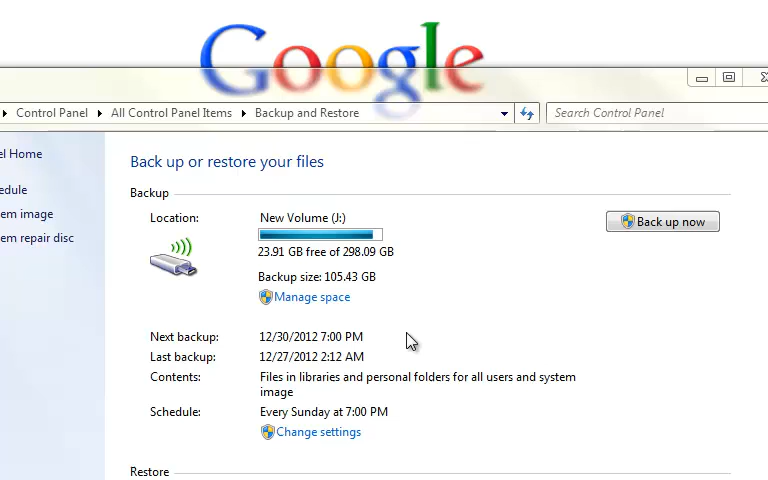 Google
Control Panel All Control Panel Items Backup and Restore Search Control Panel
el Home
edule
em image
em repair disc
Back up or restore your files
Backup
Location: New Volume (J:)
Back up now
23.91 GB free of 298.09 GB
Backup size: 105.43 GB
Manage space
Next backup: 12/30/2012 7:00 PM
Last backup: 12/27/2012 2:12 AM
Contents: Files in libraries and personal folders for all users and system
image
Schedule: Every Sunday at 7:00 PM
Change settings
Restore